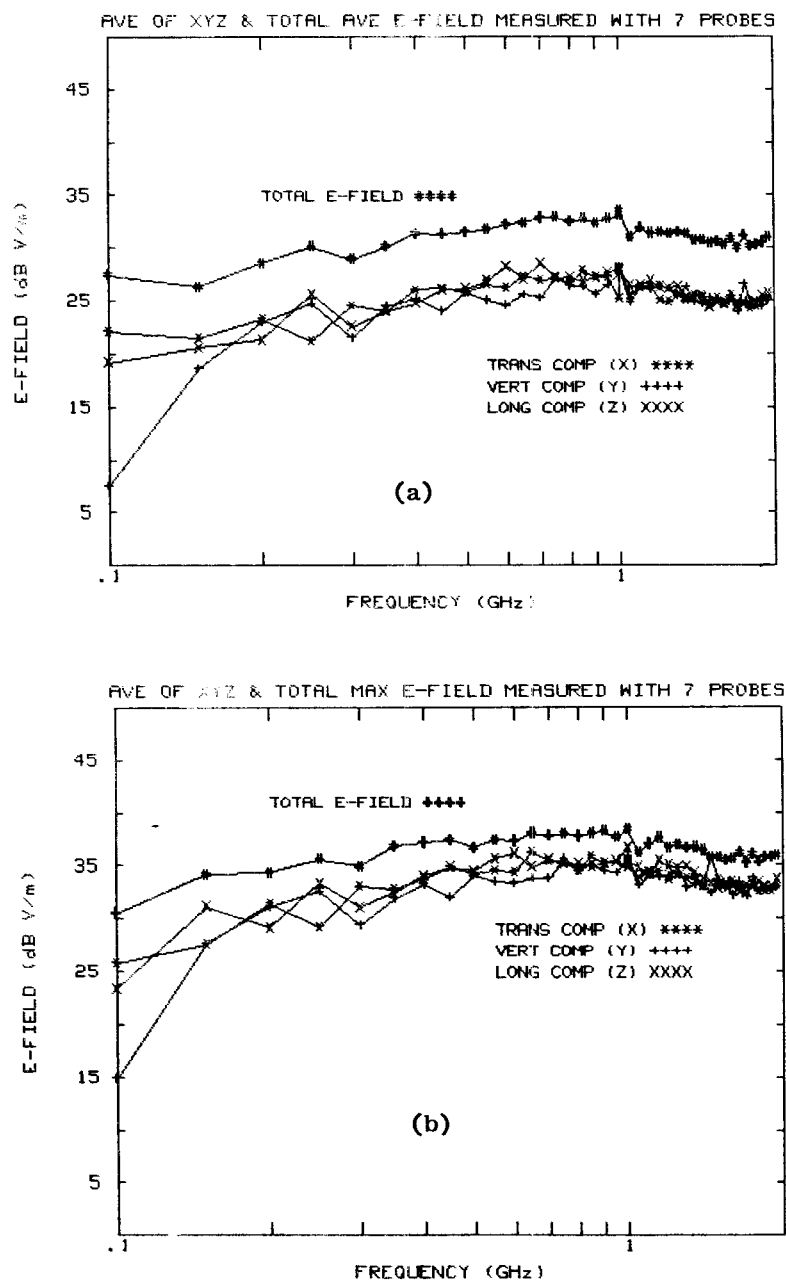 AVE OF XYZ & TOTAL AVE E-FIELD MEASURED WITH 7 PROBES
45
35
25
15
5
E-FIELD (dB V/m)
TOTAL E-FIELD ####
TRANS COMP (X) ****
VERT COMP (Y) ++++
LONG COMP (Z) XXXX
(a)
.1
1
FREQUENCY (GHz)
AVE OF XYZ & TOTAL MAX E-FIELD MEASURED WITH 7 PROBES
45
35
25
15
5
E-FIELD (dB V/m)
TOTAL E-FIELD ####
TRANS COMP (X) ****
VERT COMP (Y) ++++
LONG COMP (Z) XXXX
(b)
.1
1
FREQUENCY (GHz)